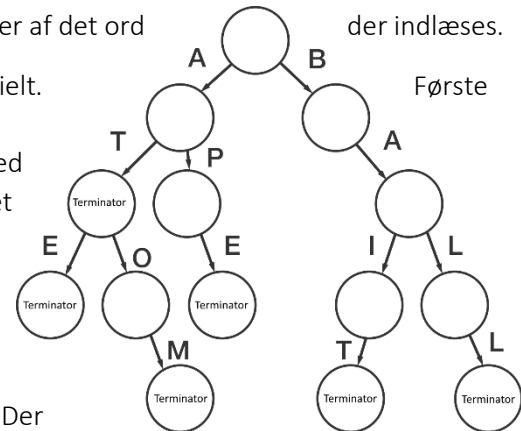 er af det ord der indlæses.
A B
ielt. Første
T P A
ed
Terminator
et
E O E I L
Terminator Terminator
M T L
Terminator Terminator Terminator
Der